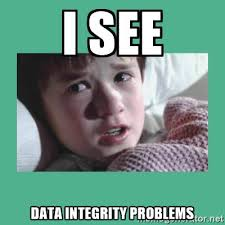 I SEE
DATA INTEGRITY PROBLEMS